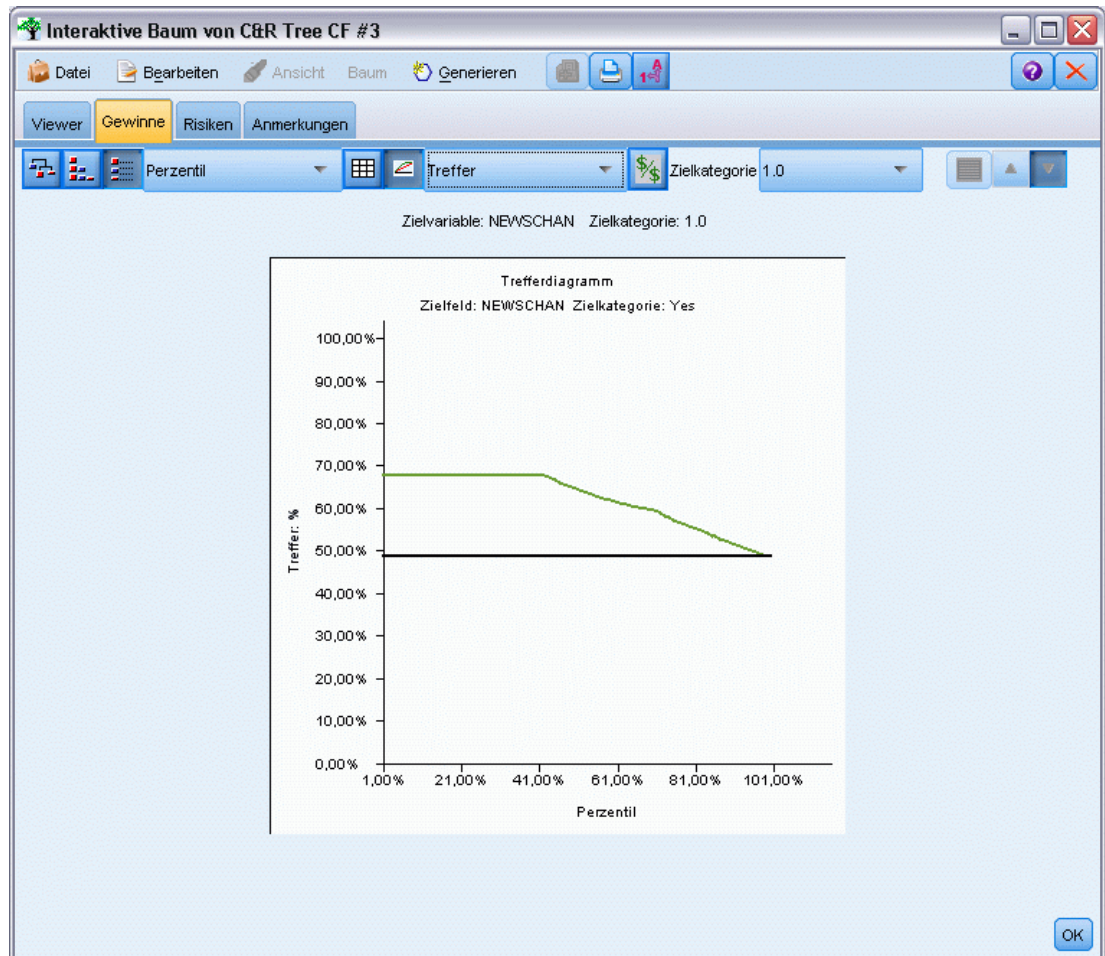 Interaktive Baum von C&R Tree CF #3
Datei Bearbeiten Ansicht Baum Generieren
Viewer Gewinne Risiken Anmerkungen
Perzentil Treffer $/$ Zielkategorie 1.0
Zielvariable: NEWSCHAN Zielkategorie: 1.0
Trefferdiagramm
Zielfeld: NEWSCHAN Zielkategorie: Yes
100,00%
90,00%
80,00%
70,00%
60,00%
50,00%
40,00%
30,00%
20,00%
10,00%
0,00%
Treffer: %
1,00% 21,00% 41,00% 61,00% 81,00% 101,00%
Perzentil
OK